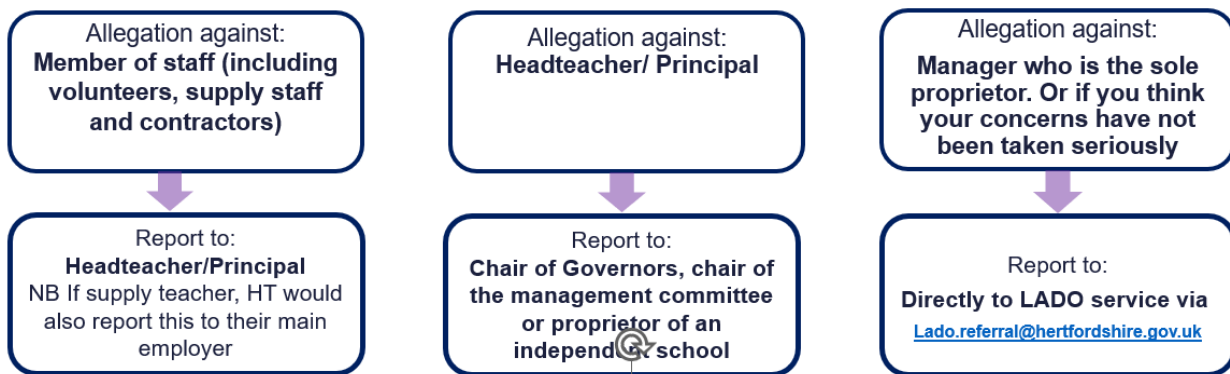 Allegation against:
Member of staff (including
volunteers, supply staff
and contractors)
Report to:
Headteacher/Principal
NB If supply teacher, HT would
also report this to their main
employer
Allegation against:
Headteacher/ Principal
Report to:
Chair of Governors, chair of
the management committee
or proprietor of an
independent school
Allegation against:
Manager who is the sole
proprietor. Or if you think
your concerns have not
been taken seriously
Report to:
Directly to LADO service via
Lado.referral@hertfordshire.gov.uk